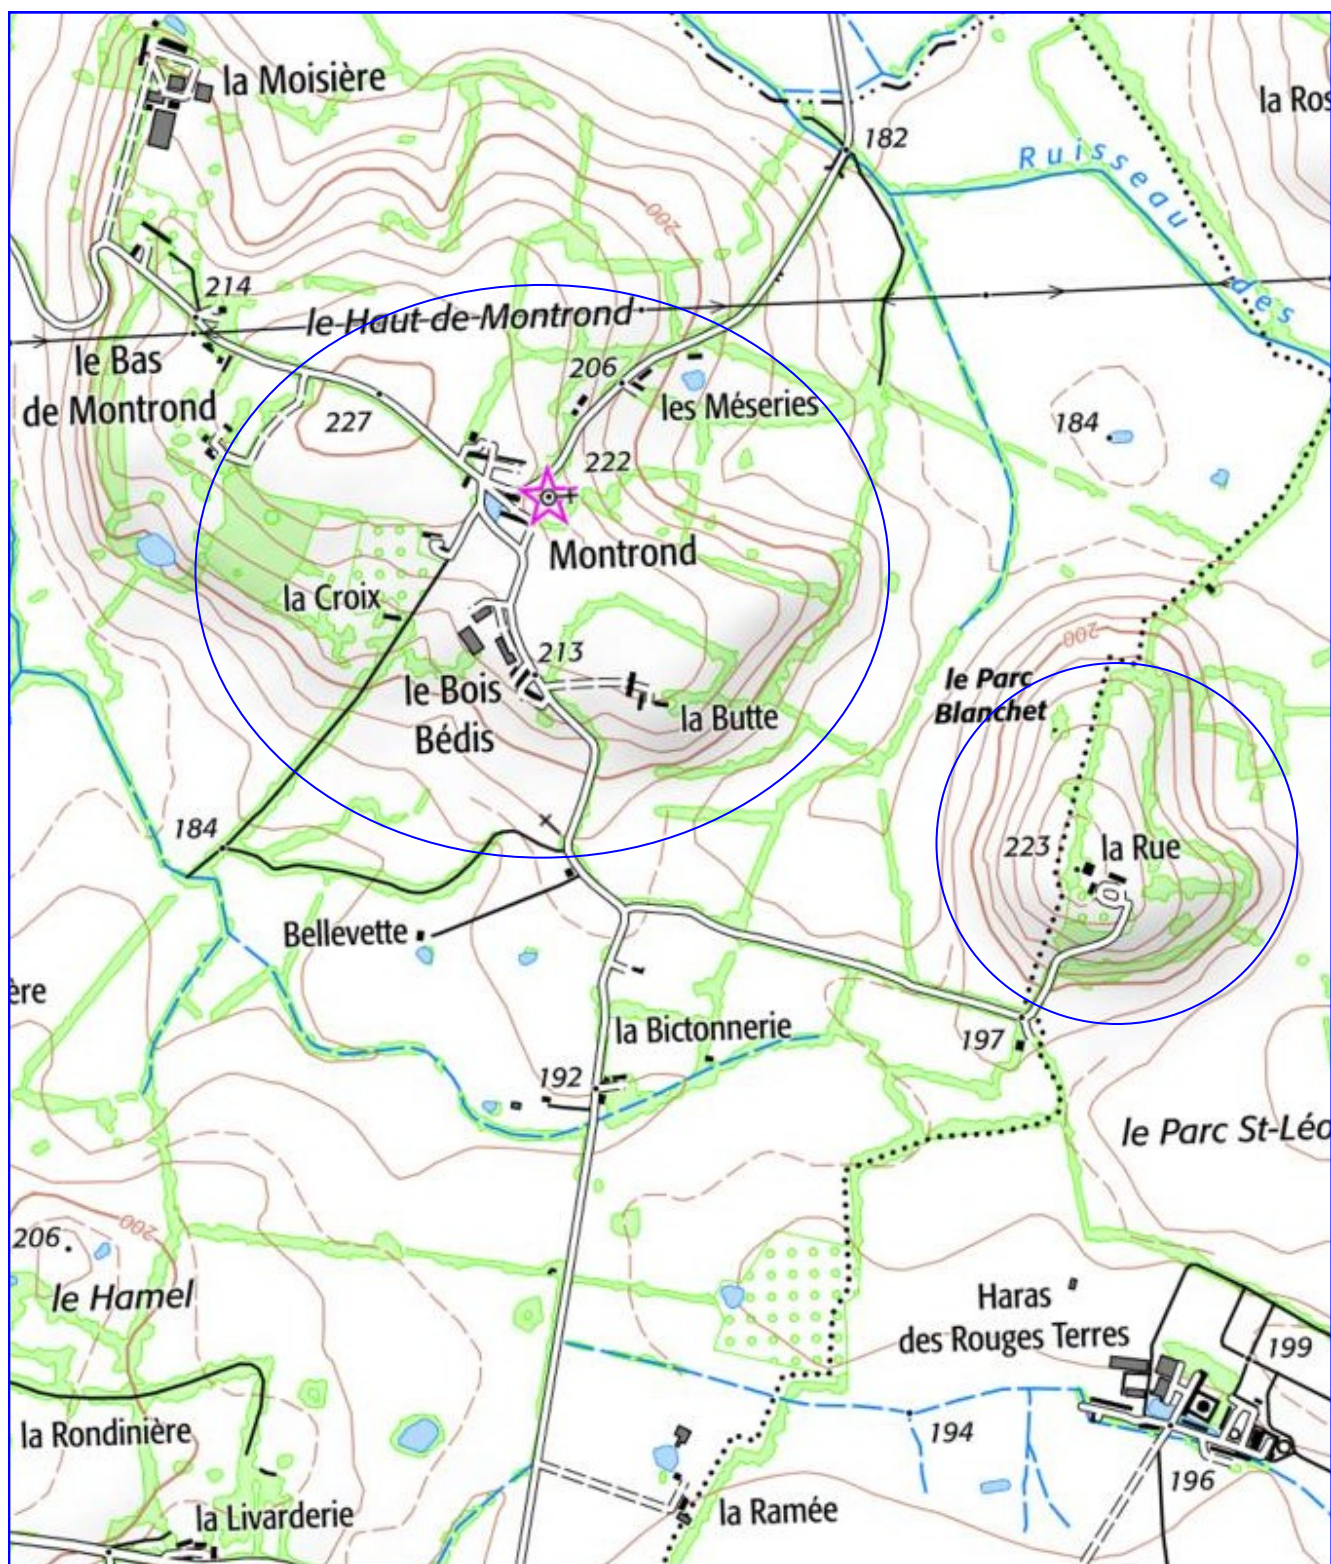 la Moisière
la Ros
182
Ruisseau des
200
214
le Haut de Montrond
le Bas
de Montrond
206
les Méseries
227
184
222
Montrond
la Croix
200
213
le Bois
Bédis
la Butte
le Parc
Blanchet
184
223
la Rue
Bellevette
ère
la Bictonnerie
197
192
le Parc St-Léo
200
206
le Hamel
Haras
des Rouges Terres
199
la Rondinière
194
196
la Livarderie
la Ramée